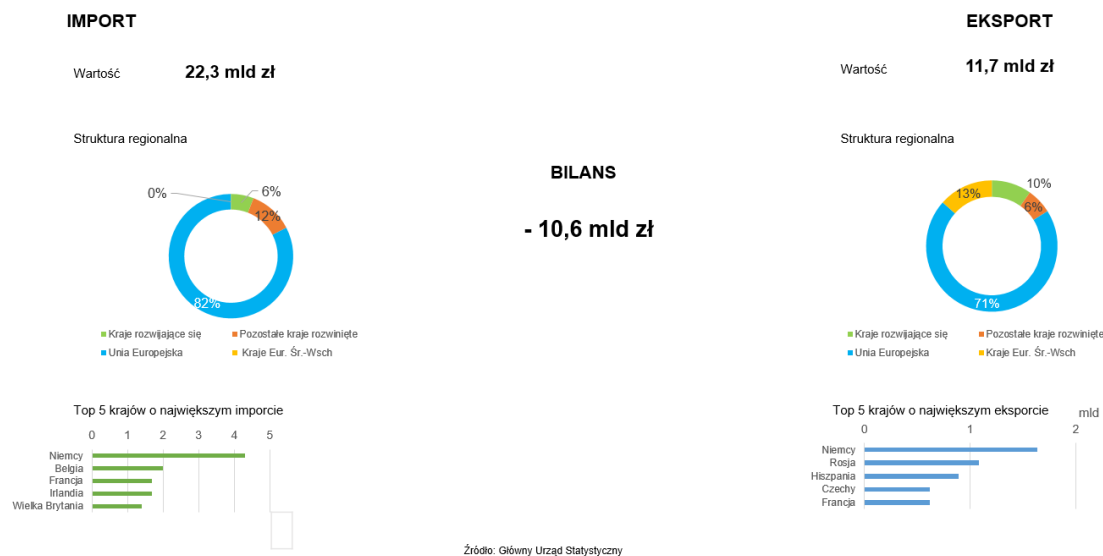 IMPORT
Wartość 22,3 mld zł
Struktura regionalna
0%
6%
12%
82%
Kraje rozwijające się
Pozostałe kraje rozwinięte
Unia Europejska
Kraje Eur. Śr.-Wsch
Top 5 krajów o największym imporcie
0 1 2 3 4 5
Niemcy
Belgia
Francja
Irlandia
Wielka Brytania
BILANS
- 10,6 mld zł
EKSPORT
Wartość 11,7 mld zł
Struktura regionalna
13%
10%
6%
71%
Kraje rozwijające się
Pozostałe kraje rozwinięte
Unia Europejska
Kraje Eur. Śr.-Wsch
Top 5 krajów o największym eksporcie
mld
0 1 2
Niemcy
Rosja
Hiszpania
Czechy
Francja
Źródło: Główny Urząd Statystyczny